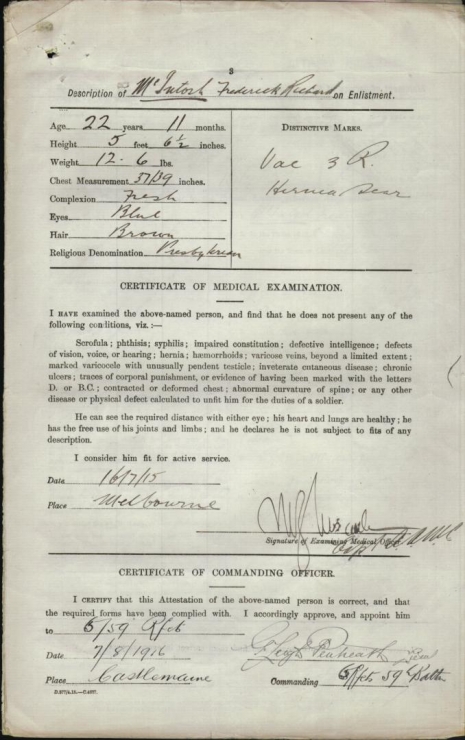 3
Description of McIntosh Frederick Richard on Enlistment.
Age 22 years 11 months.
Height 5 feet 6½ inches.
Weight 12-6 lbs.
Chest Measurement 37/39 inches.
Complexion Fresh
Eyes Blue
Hair Brown
Religious Denomination Presbyterian
DISTINCTIVE MARKS.
Vac 3 R.
Hernia Scar
CERTIFICATE OF MEDICAL EXAMINATION.
I HAVE examined the above-named person, and find that he does not present any of the
following conditions, viz.:—
Scrofula; phthisis; syphilis; impaired constitution; defective intelligence; defects
of vision, voice, or hearing; hernia; hæmorrhoids; varicose veins, beyond a limited extent;
marked varicocele with unusually pendent testicle; inveterate cutaneous disease; chronic
ulcers; traces of corporal punishment, or evidence of having been marked with the letters
D. or B.C.; contracted or deformed chest; abnormal curvature of spine; or any other
disease or physical defect calculated to unfit him for the duties of a soldier.
He can see the required distance with either eye; his heart and lungs are healthy; he
has the free use of his joints and limbs; and he declares he is not subject to fits of any
description.
I consider him fit for active service.
Date 16/7/15
Place Melbourne
Signature of Examining Medical Officer
A.A.M.C
CERTIFICATE OF COMMANDING OFFICER.
I CERTIFY that this Attestation of the above-named person is correct, and that
the required forms have been complied with. I accordingly approve, and appoint him
to 5/59 Rfts
Date 7/8/1916
Place Castlemaine
Penheath Lieut
Commanding 5 Rfts 59 Battn